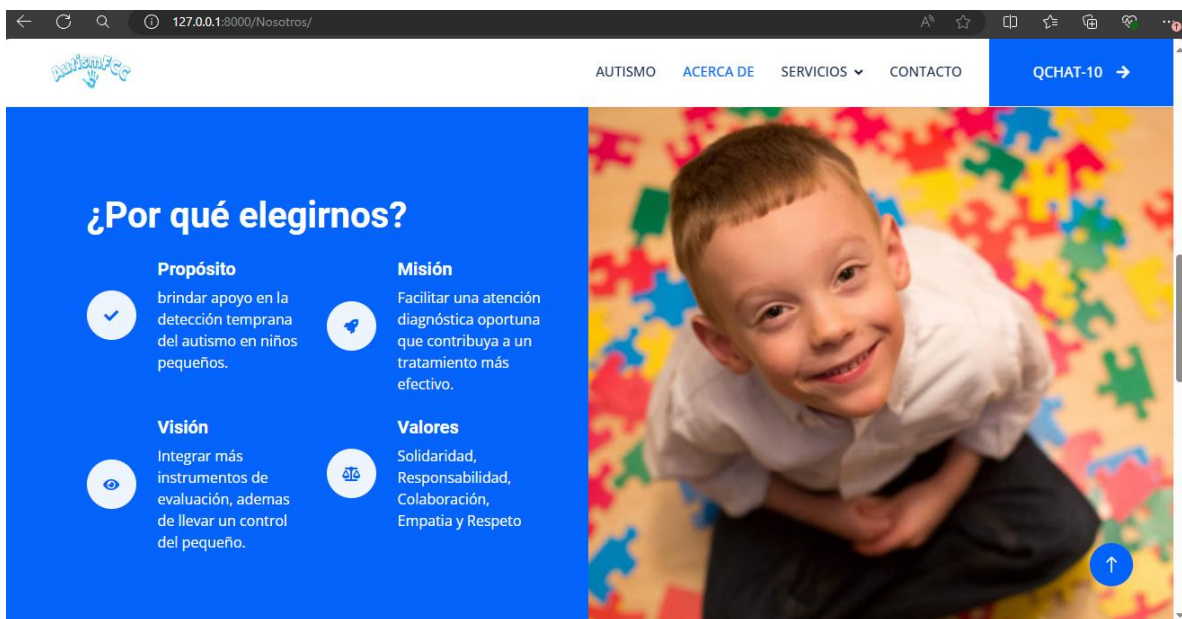 127.0.0.1:8000/Nosotros/
AutismFCC
AUTISMO
ACERCA DE
SERVICIOS
CONTACTO
QCHAT-10
¿Por qué elegirnos?
Propósito
brindar apoyo en la
detección temprana
del autismo en niños
pequeños.
Misión
Facilitar una atención
diagnóstica oportuna
que contribuya a un
tratamiento más
efectivo.
Visión
Integrar más
instrumentos de
evaluación, ademas
de llevar un control
del pequeño.
Valores
Solidaridad,
Responsabilidad,
Colaboración,
Empatia y Respeto